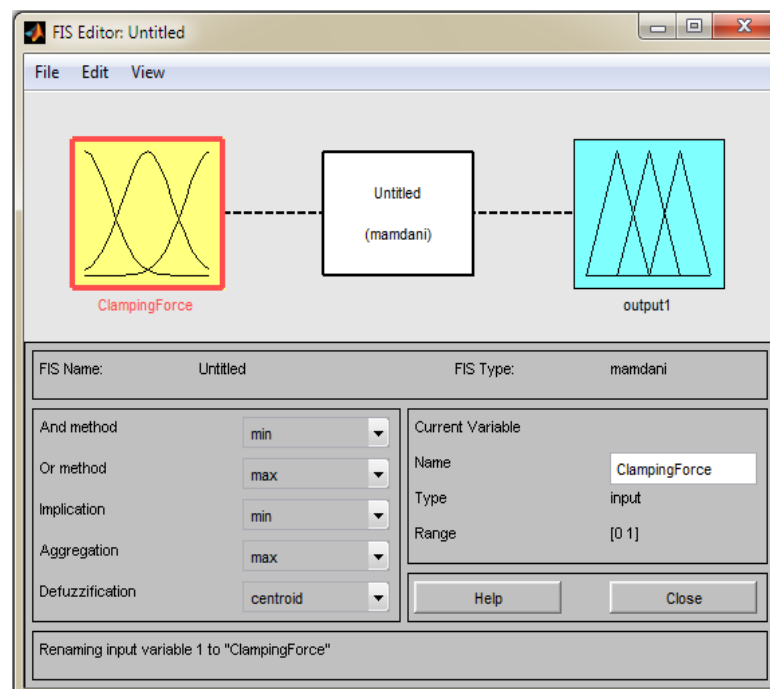 FIS Editor: Untitled
File Edit View
Untitled
(mamdani)
ClampingForce
output1
FIS Name: Untitled FIS Type: mamdani
And method min
Or method max
Implication min
Aggregation max
Defuzzification centroid
Current Variable
Name ClampingForce
Type input
Range [0 1]
Help Close
Renaming input variable 1 to "ClampingForce"